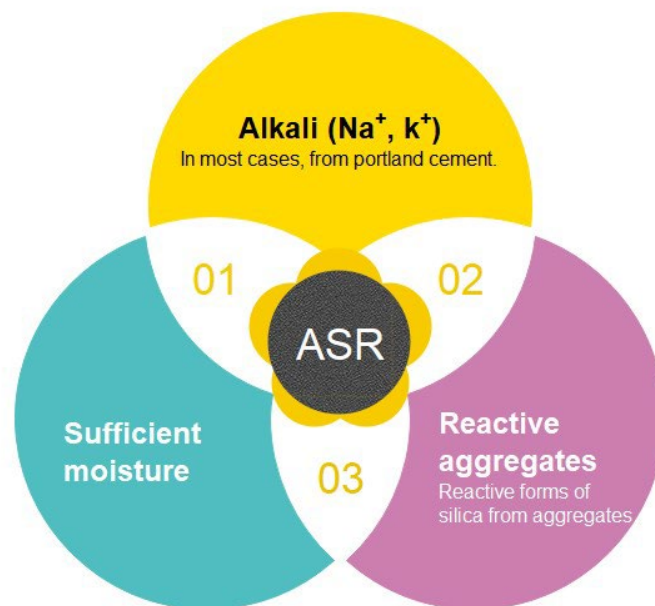 Alkali (Na⁺, k⁺)
In most cases, from portland cement.
01
02
ASR
Sufficient
moisture
Reactive
aggregates
Reactive forms of
silica from aggregates
03